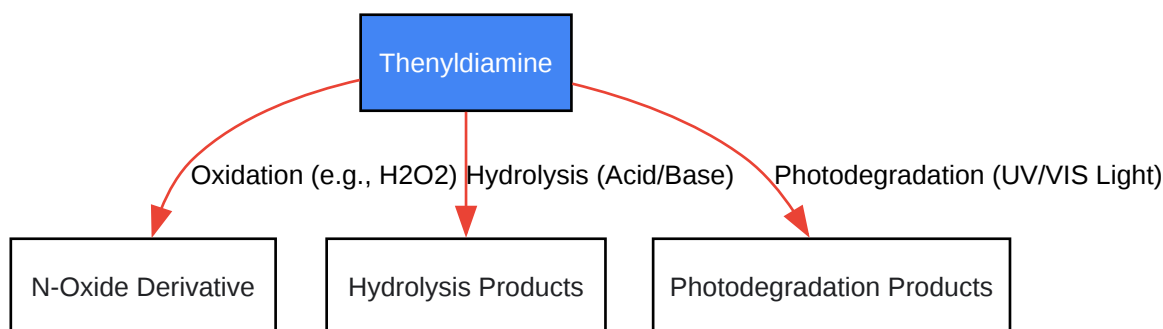 Thenyldiamine
Oxidation (e.g., H2O2)
Hydrolysis (Acid/Base)
Photodegradation (UV/VIS Light)
N-Oxide Derivative
Hydrolysis Products
Photodegradation Products